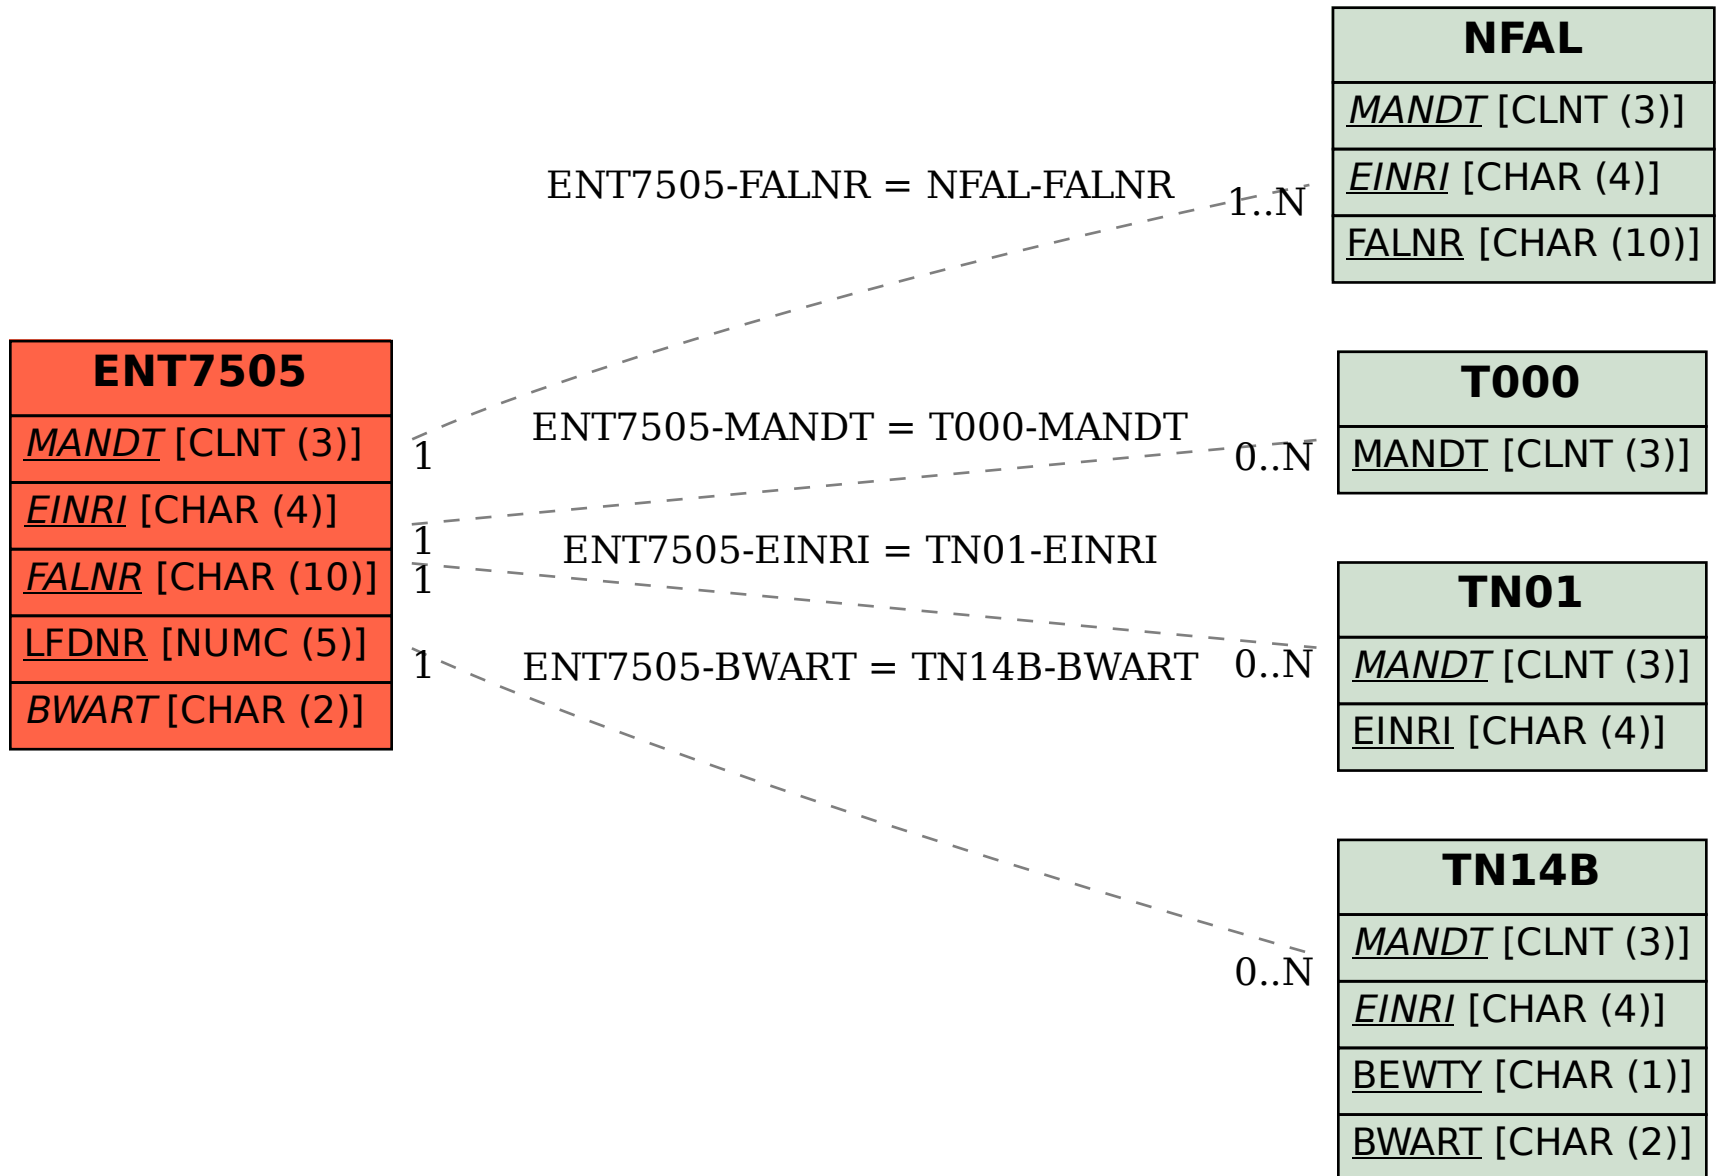 ENT7505
MANDT [CLNT (3)]
EINRI [CHAR (4)]
FALNR [CHAR (10)]
LFDNR [NUMC (5)]
BWART [CHAR (2)]
ENT7505-FALNR = NFAL-FALNR
1
1..N
ENT7505-MANDT = T000-MANDT
1
0..N
ENT7505-EINRI = TN01-EINRI
1
0..N
ENT7505-BWART = TN14B-BWART
1
0..N
NFAL
MANDT [CLNT (3)]
EINRI [CHAR (4)]
FALNR [CHAR (10)]
T000
MANDT [CLNT (3)]
TN01
MANDT [CLNT (3)]
EINRI [CHAR (4)]
TN14B
MANDT [CLNT (3)]
EINRI [CHAR (4)]
BEWTY [CHAR (1)]
BWART [CHAR (2)]